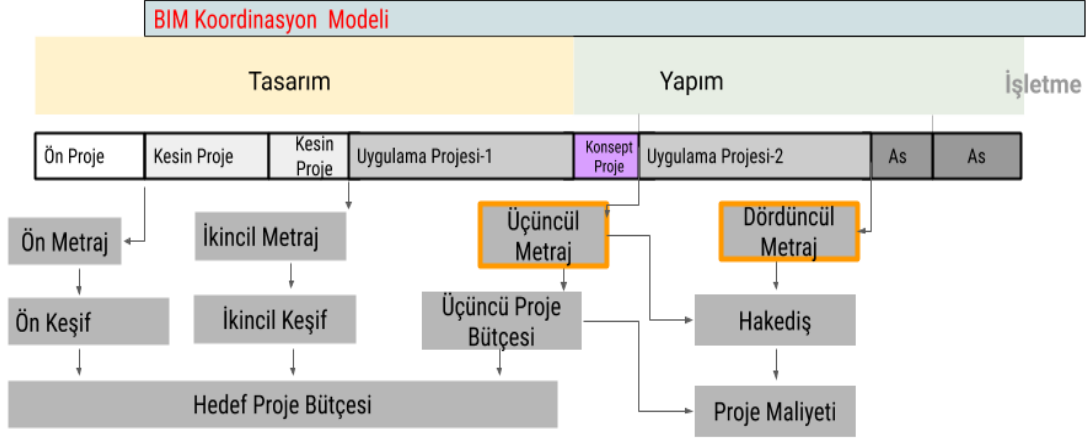 BIM Koordinasyon Modeli
Tasarım
Yapım
İşletme
Ön Proje
Kesin Proje
Kesin
Proje
Uygulama Projesi-1
Konsept
Proje
Uygulama Projesi-2
As
As
Ön Metraj
İkincil Metraj
Üçüncül
Metraj
Dördüncül
Metraj
Ön Keşif
İkincil Keşif
Üçüncü Proje
Bütçesi
Hakediş
Hedef Proje Bütçesi
Proje Maliyeti